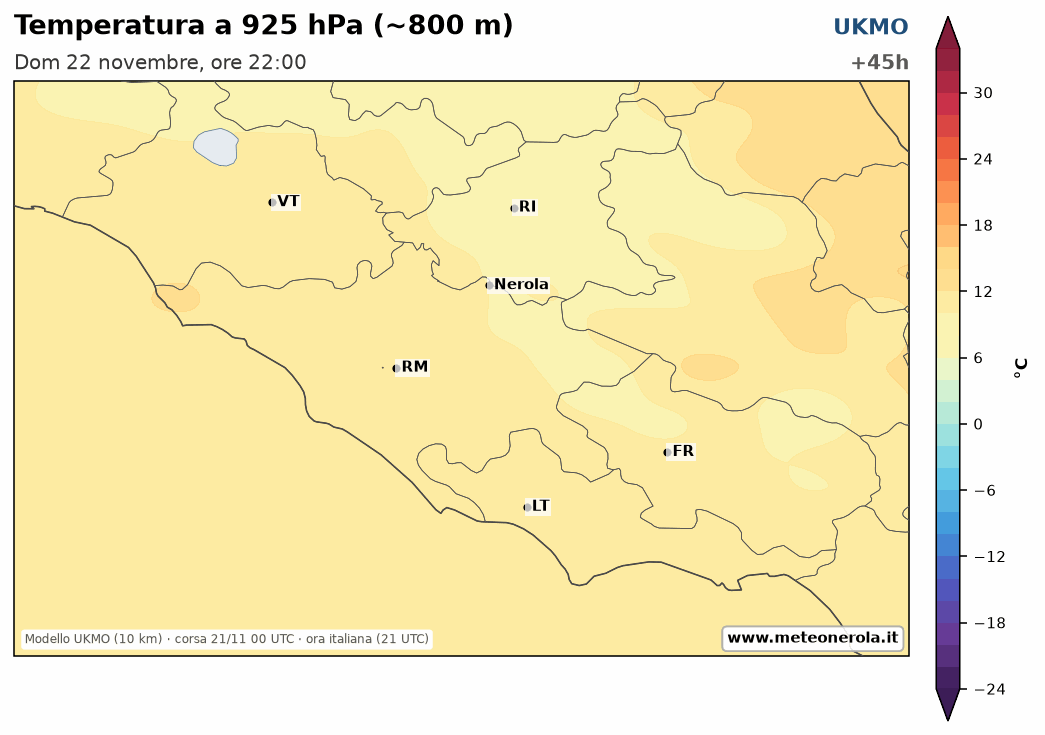 Temperatura a 925 hPa (~800 m)
UKMO
Dom 22 novembre, ore 22:00
+45h
VT
RI
Nerola
RM
FR
LT
Modello UKMO (10 km) · corsa 21/11 00 UTC · ora italiana (21 UTC)
www.meteonerola.it
30
24
18
12
6
0
−6
−12
−18
−24
°C